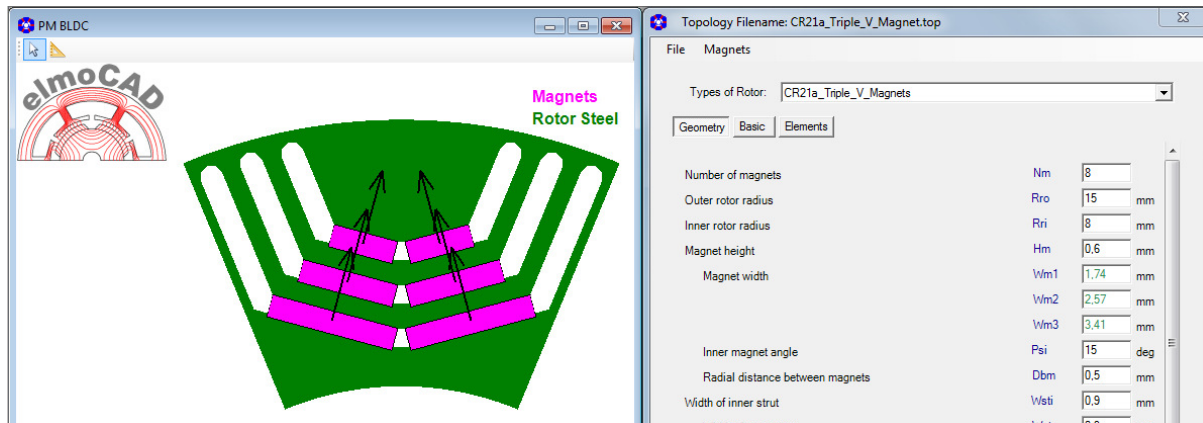 PM BLDC
elmoCAD
Magnets
Rotor Steel
Topology Filename: CR21a_Triple_V_Magnet.top
File Magnets
Types of Rotor: CR21a_Triple_V_Magnets
Geometry Basic Elements
Number of magnets Nm 8
Outer rotor radius Rro 15 mm
Inner rotor radius Rri 8 mm
Magnet height Hm 0,6 mm
Magnet width Wm1 1,74 mm
Wm2 2,57 mm
Wm3 3,41 mm
Inner magnet angle Psi 15 deg
Radial distance between magnets Dbm 0,5 mm
Width of inner strut Wsti 0,9 mm